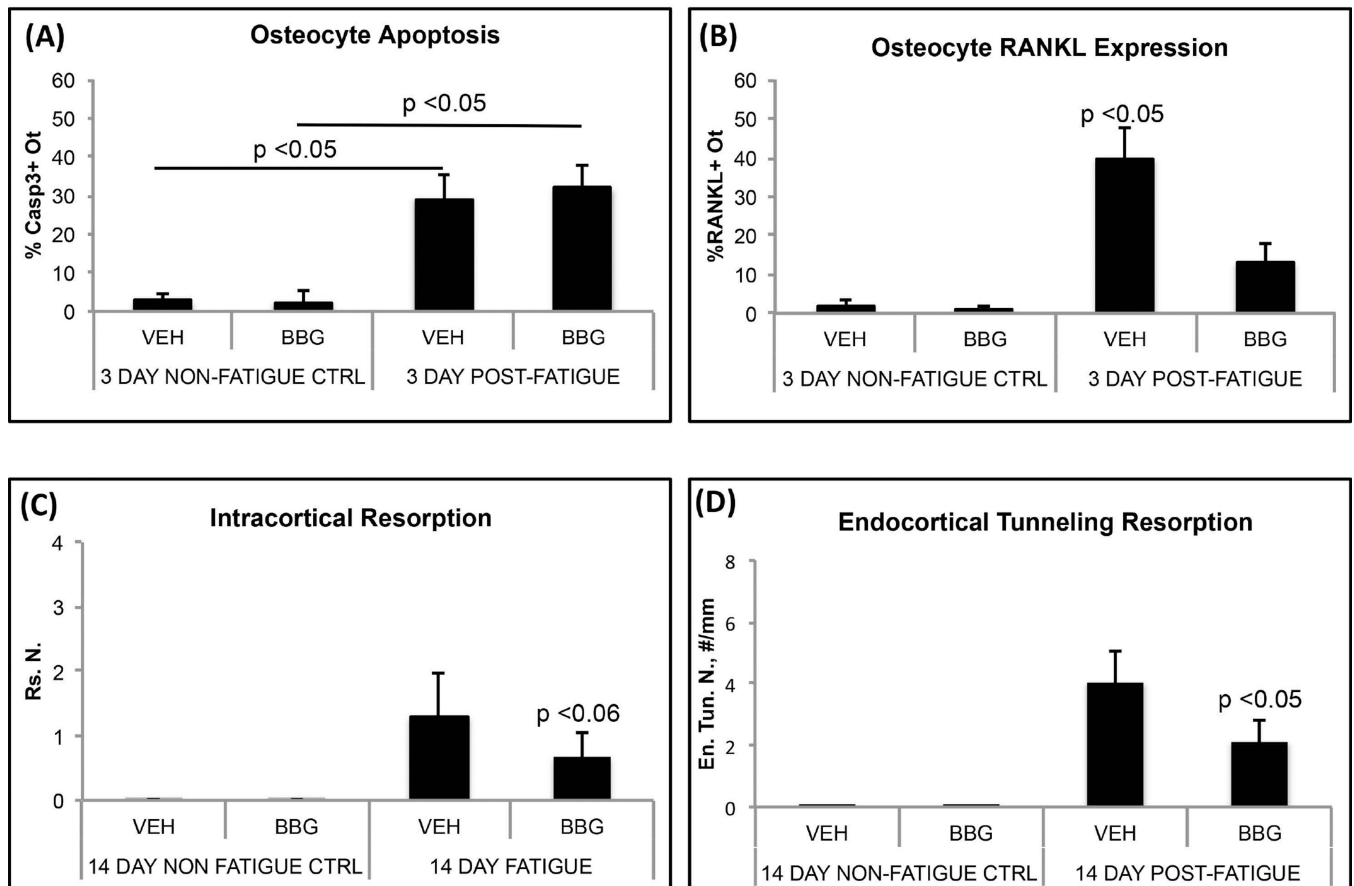 (A)
Osteocyte Apoptosis
% Casp3+ Ot
60
50
40
30
20
10
0
p <0.05
p <0.05
VEH BBG VEH BBG
3 DAY NON-FATIGUE CTRL 3 DAY POST-FATIGUE
(B)
Osteocyte RANKL Expression
%RANKL+ Ot
60
50
40
30
20
10
0
p <0.05
VEH BBG VEH BBG
3 DAY NON-FATIGUE CTRL 3 DAY POST-FATIGUE
(C)
Intracortical Resorption
Rs. N.
4
3
2
1
0
p <0.06
VEH BBG VEH BBG
14 DAY NON FATIGUE CTRL 14 DAY FATIGUE
(D)
Endocortical Tunneling Resorption
En. Tun. N., #/mm
8
6
4
2
0
p <0.05
VEH BBG VEH BBG
14 DAY NON-FATIGUE CTRL 14 DAY POST-FATIGUE